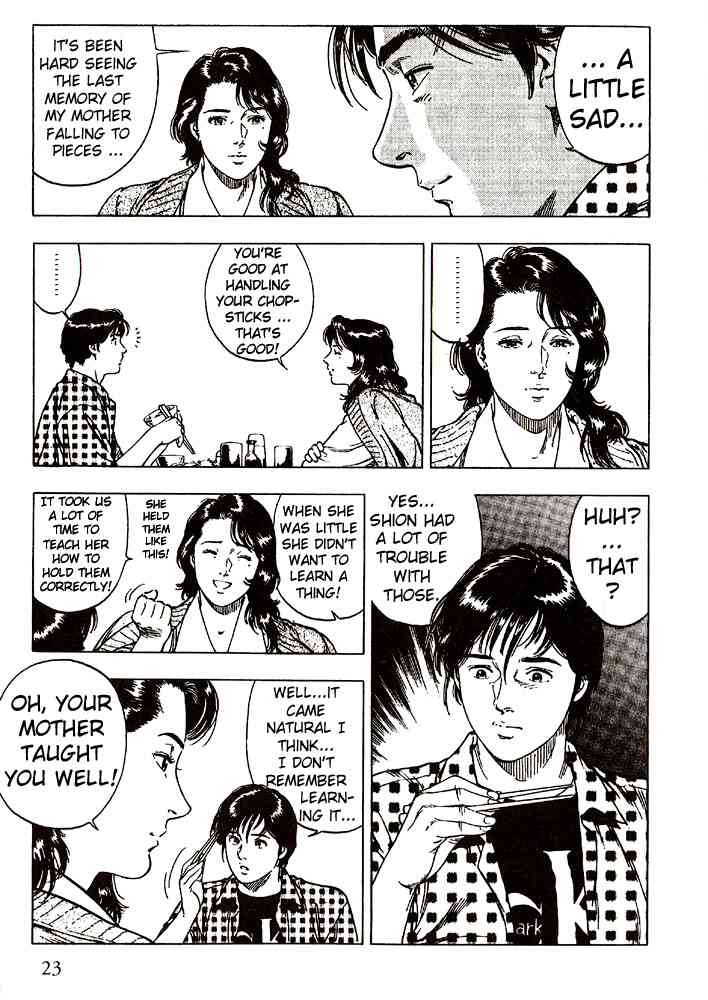 ... A
LITTLE
SAD...
IT'S BEEN
HARD SEEING
THE LAST
MEMORY OF
MY MOTHER
FALLING TO
PIECES ...
.........
YOU'RE
GOOD AT
HANDLING
YOUR CHOP-
STICKS ...
THAT'S
GOOD!
.........
HUH?
...
THAT
?
YES...
SHION HAD
A LOT OF
TROUBLE
WITH
THOSE.
ark
WHEN SHE
WAS LITTLE
SHE DIDN'T
WANT TO
LEARN A
THING!
SHE
HELD
THEM
LIKE
THIS!
IT TOOK US
A LOT OF
TIME TO
TEACH HER
HOW TO
HOLD THEM
CORRECTLY!
WELL...IT
CAME
NATURAL I
THINK...
I DON'T
REMEMBER
LEARN-
ING IT...
OH, YOUR
MOTHER
TAUGHT
YOU WELL!
23